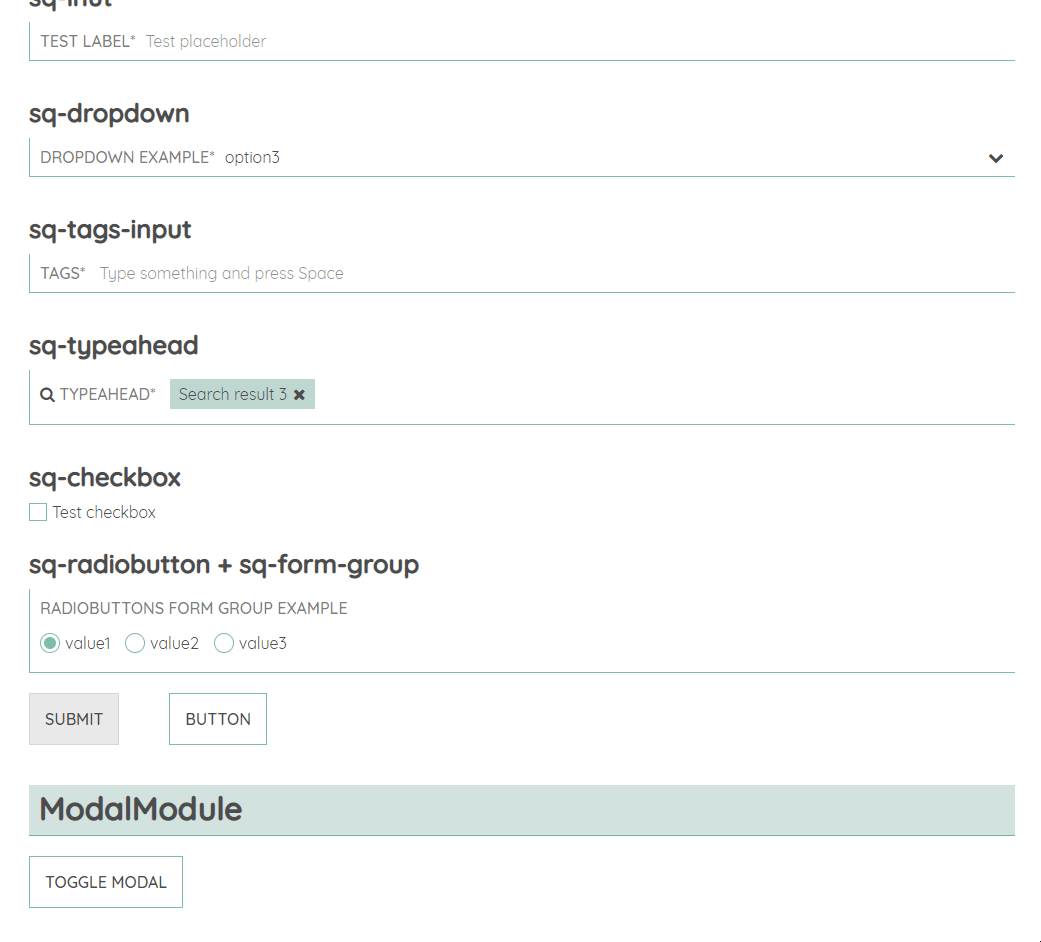 sq-inut
TEST LABEL* Test placeholder
sq-dropdown
DROPDOWN EXAMPLE* option3
sq-tags-input
TAGS* Type something and press Space
sq-typeahead
TYPEAHEAD* Search result 3
sq-checkbox
Test checkbox
sq-radiobutton + sq-form-group
RADIOBUTTONS FORM GROUP EXAMPLE
value1 value2 value3
SUBMIT BUTTON
ModalModule
TOGGLE MODAL